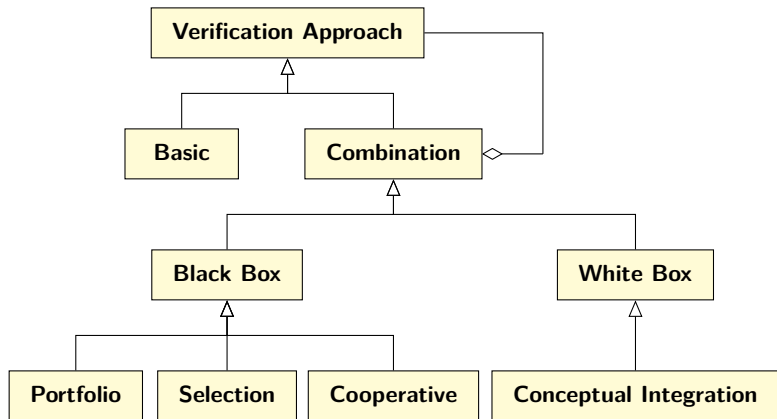 Verification Approach
Basic
Combination
Black Box
White Box
Portfolio
Selection
Cooperative
Conceptual Integration